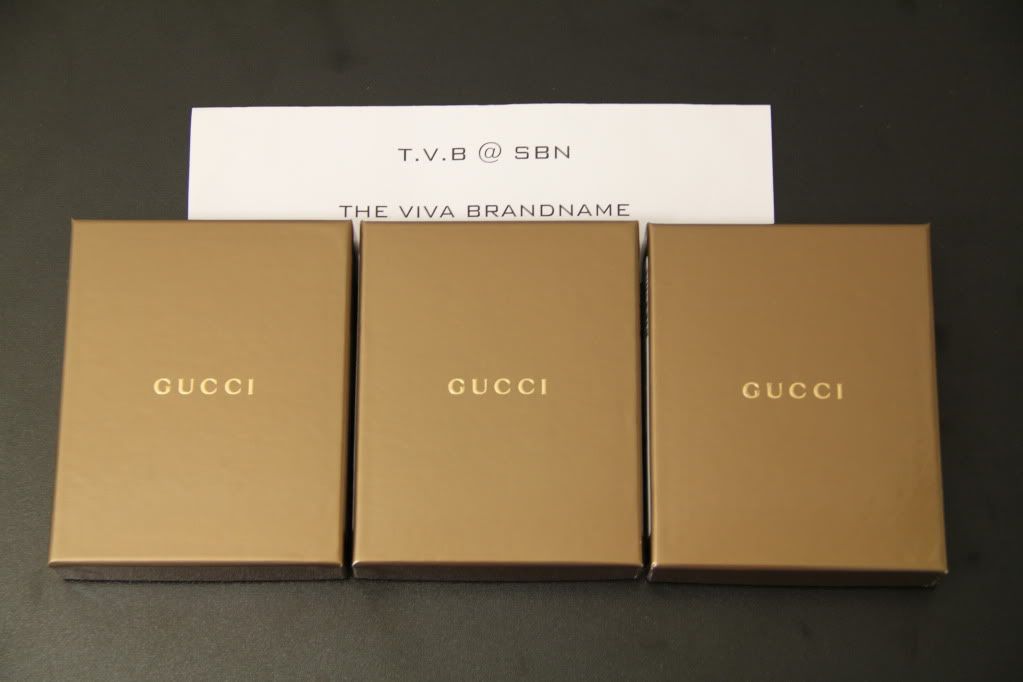 T.V.B @ SBN
THE VIVA BRANDNAME
GUCCI
GUCCI
GUCCI